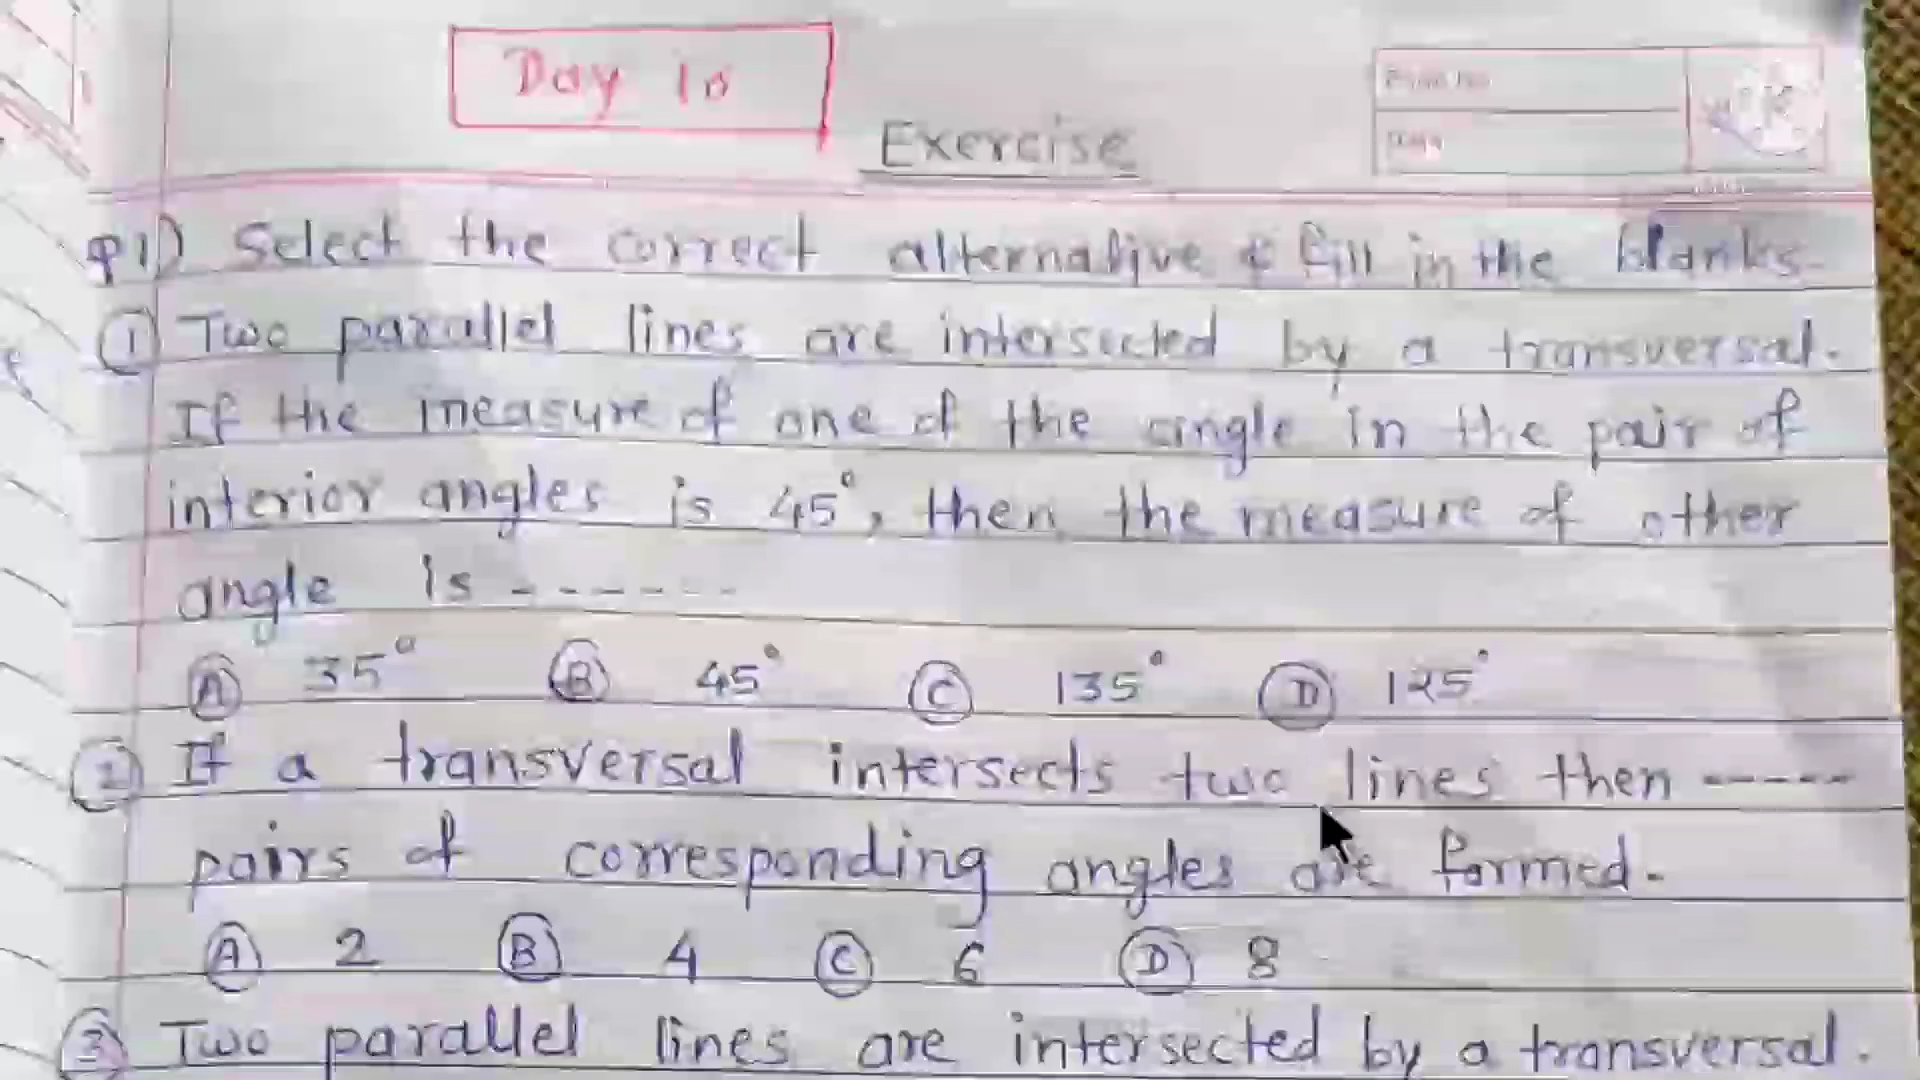 Day 10
Exercise
Q1) Select the correct alternative & fill in the blanks.
① Two parallel lines are intersected by a transversal.
If the measure of one of the angle in the pair of
interior angles is 45°, then the measure of other
angle is ------
Ⓐ 35° Ⓑ 45° Ⓒ 135° Ⓓ 125°
② If a transversal intersects two lines then -----
pairs of corresponding angles are formed.
Ⓐ 2 Ⓑ 4 Ⓒ 6 Ⓓ 8
③ Two parallel lines are intersected by a transversal.